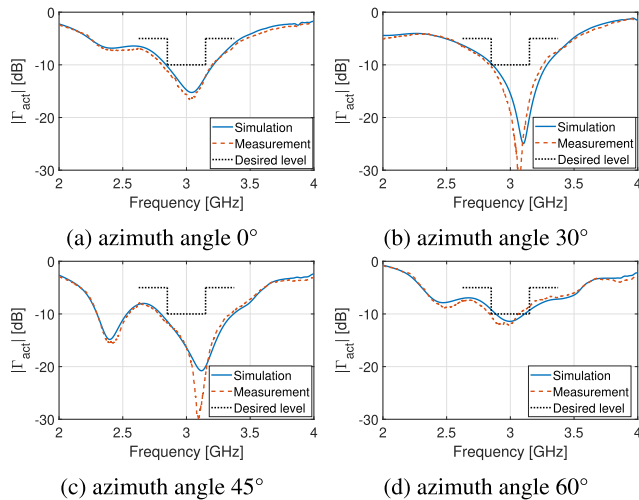 0
-10
-20
-30
|Γact| [dB]
Simulation
Measurement
Desired level
2 2.5 3 3.5 4
Frequency [GHz]
(a) azimuth angle 0°
0
-10
-20
-30
|Γact| [dB]
Simulation
Measurement
Desired level
2 2.5 3 3.5 4
Frequency [GHz]
(b) azimuth angle 30°
0
-10
-20
-30
|Γact| [dB]
Simulation
Measurement
Desired level
2 2.5 3 3.5 4
Frequency [GHz]
(c) azimuth angle 45°
0
-10
-20
-30
|Γact| [dB]
Simulation
Measurement
Desired level
2 2.5 3 3.5 4
Frequency [GHz]
(d) azimuth angle 60°